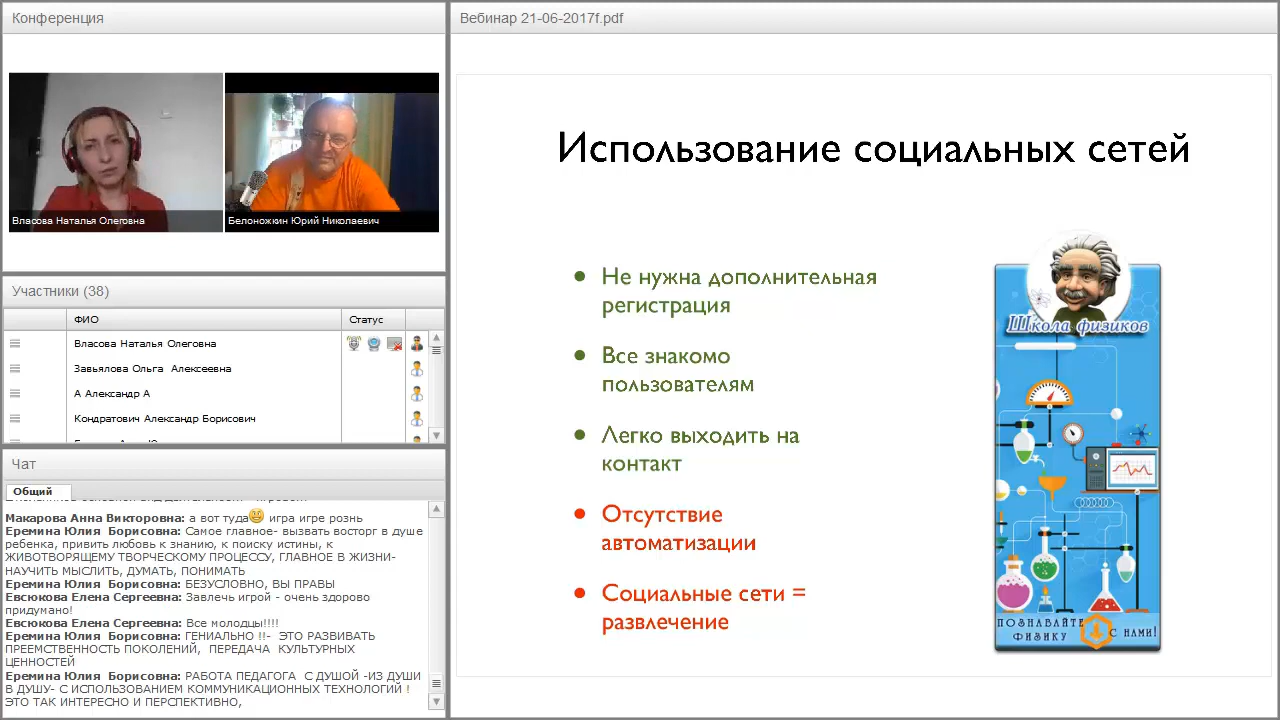 Конференция
Власова Наталья Олеговна
Белоножкин Юрий Николаевич
Участники (38)
ФИО
Статус
Власова Наталья Олеговна
Завьялова Ольга Алексеевна
А Александр А
Кондратович Александр Борисович
Чат
Общий
Макарова Анна Викторовна: а вот туда игра игре рознь
Еремина Юлия Борисовна: Самое главное- вызвать восторг в душе
ребенка, привить любовь к знанию, к поиску истины, к
ЖИВОТВОРЯЩЕМУ ТВОРЧЕСКОМУ ПРОЦЕССУ, ГЛАВНОЕ В ЖИЗНИ-
НАУЧИТЬ МЫСЛИТЬ, ДУМАТЬ, ПОНИМАТЬ
Еремина Юлия Борисовна: БЕЗУСЛОВНО, ВЫ ПРАВЫ
Евсюкова Елена Сергеевна: Завлечь игрой - очень здорово
придумано!
Евсюкова Елена Сергеевна: Все молодцы!!!!
Еремина Юлия Борисовна: ГЕНИАЛЬНО !!- ЭТО РАЗВИВАТЬ
ПРЕЕМСТВЕННОСТЬ ПОКОЛЕНИЙ, ПЕРЕДАЧА КУЛЬТУРНЫХ
ЦЕННОСТЕЙ
Еремина Юлия Борисовна: РАБОТА ПЕДАГОГА С ДУШОЙ -ИЗ ДУШИ
В ДУШУ- С ИСПОЛЬЗОВАНИЕМ КОММУНИКАЦИОННЫХ ТЕХНОЛОГИЙ !
ЭТО ТАК ИНТЕРЕСНО И ПЕРСПЕКТИВНО,
Вебинар 21-06-2017f.pdf
Использование социальных сетей
• Не нужна дополнительная
регистрация
• Все знакомо
пользователям
• Легко выходить на
контакт
• Отсутствие
автоматизации
• Социальные сети =
развлечение
Школа физиков
ПОЗНАВАЙТЕ
ФИЗИКУ
С НАМИ!